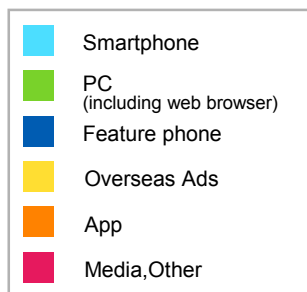 Smartphone
PC
(including web browser)
Feature phone
Overseas Ads
App
Media,Other